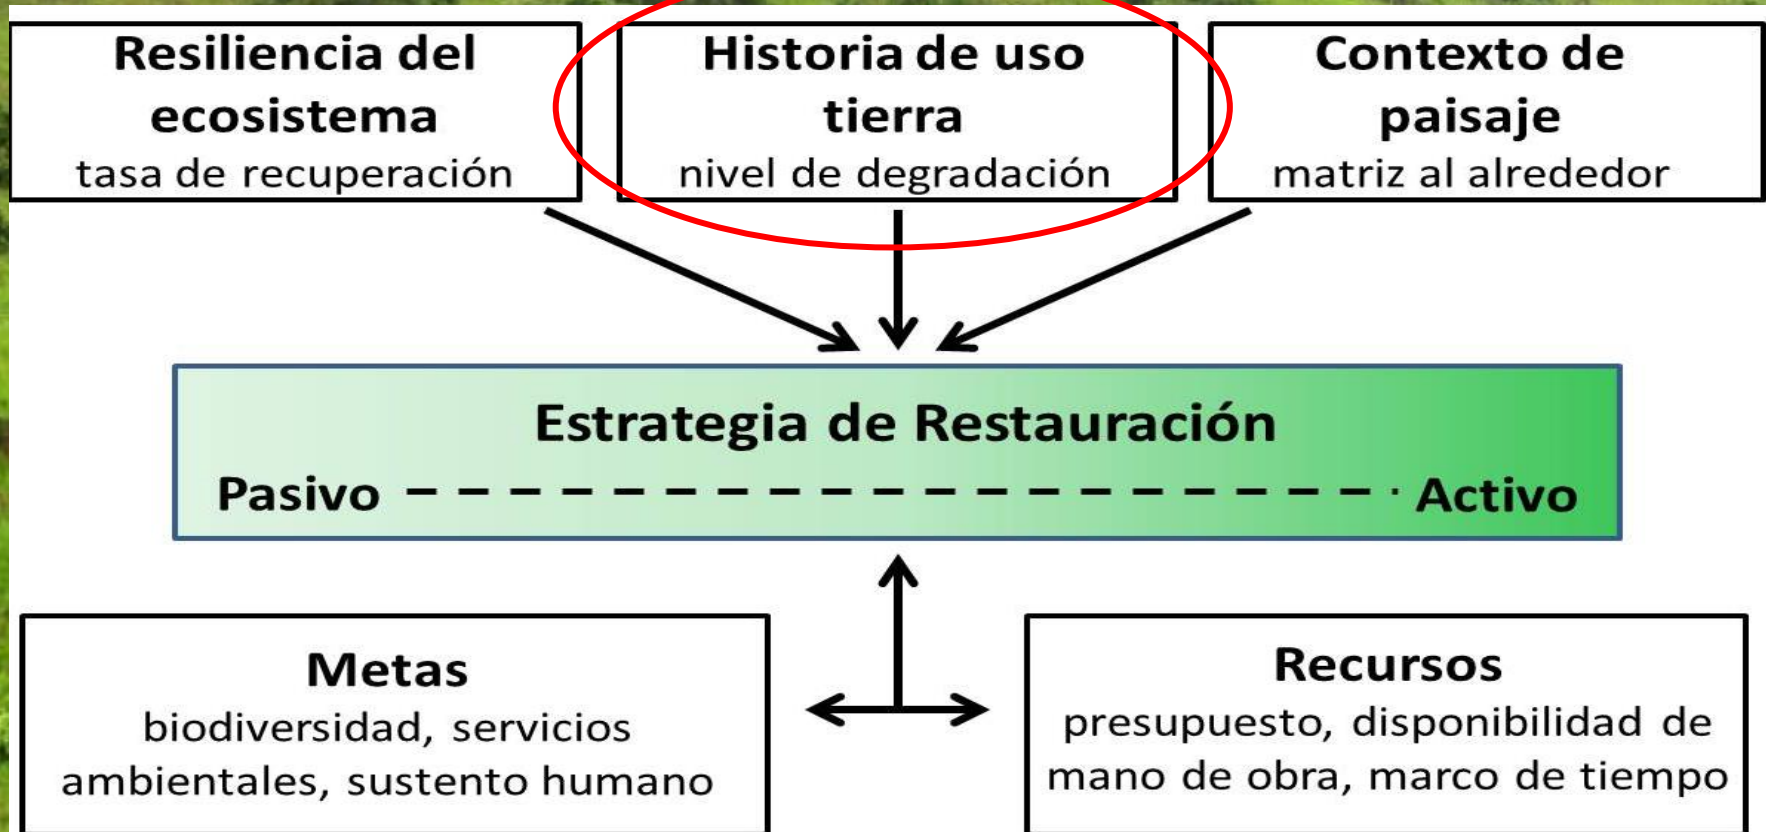 Resiliencia del
ecosistema
tasa de recuperación
Historia de uso
tierra
nivel de degradación
Contexto de
paisaje
matriz al alrededor
Estrategia de Restauración
Pasivo
Activo
Metas
biodiversidad, servicios
ambientales, sustento humano
Recursos
presupuesto, disponibilidad de
mano de obra, marco de tiempo